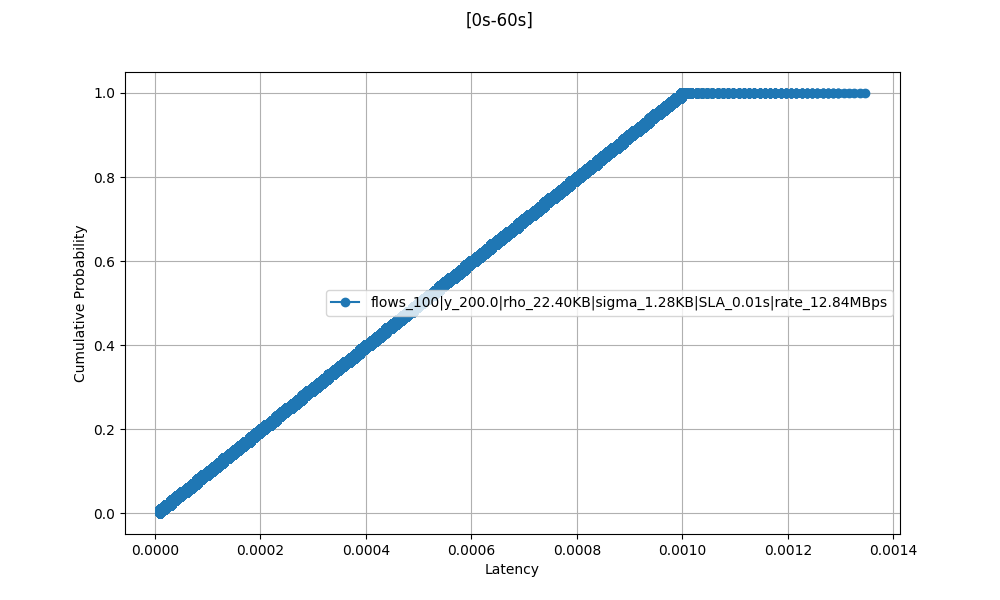 [0s-60s]
1.0
0.8
0.6
0.4
0.2
0.0
Cumulative Probability
flows_100|y_200.0|rho_22.40KB|sigma_1.28KB|SLA_0.01s|rate_12.84MBps
0.0000 0.0002 0.0004 0.0006 0.0008 0.0010 0.0012 0.0014
Latency